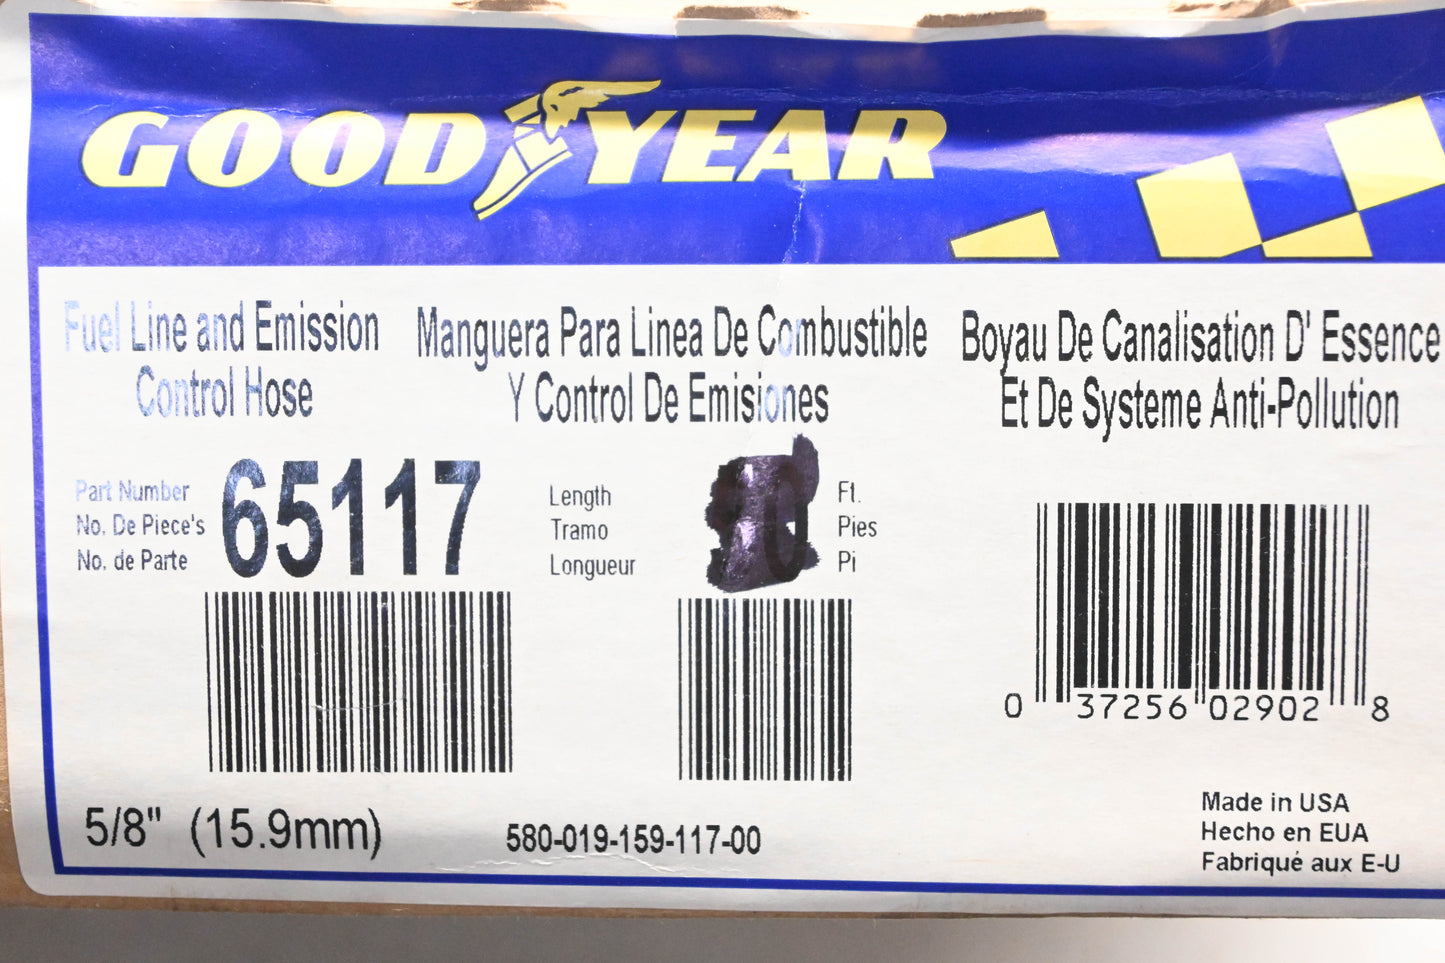 GOODYEAR
Fuel Line and Emission
Control Hose
Manguera Para Linea De Combustible
Y Control De Emisiones
Boyau De Canalisation D' Essence
Et De Systeme Anti-Pollution
Part Number
No. De Piece's
No. de Parte
65117
Length
Tramo
Longueur
Ft.
Pies
Pi
0 37256 02902 8
5/8" (15.9mm)
580-019-159-117-00
Made in USA
Hecho en EUA
Fabriqué aux E-U